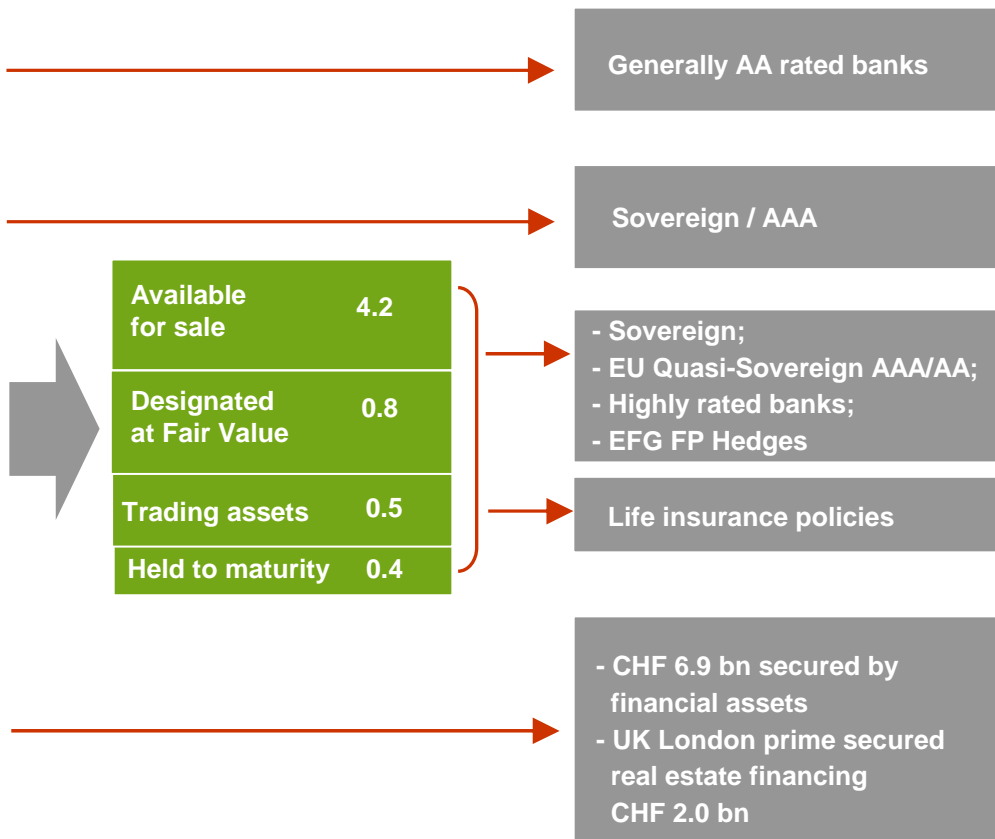 Generally AA rated banks
Sovereign / AAA
Available
for sale
4.2
Designated
at Fair Value
0.8
Trading assets
0.5
Held to maturity
0.4
- Sovereign;
- EU Quasi-Sovereign AAA/AA;
- Highly rated banks;
- EFG FP Hedges
Life insurance policies
- CHF 6.9 bn secured by
financial assets
- UK London prime secured
real estate financing
CHF 2.0 bn